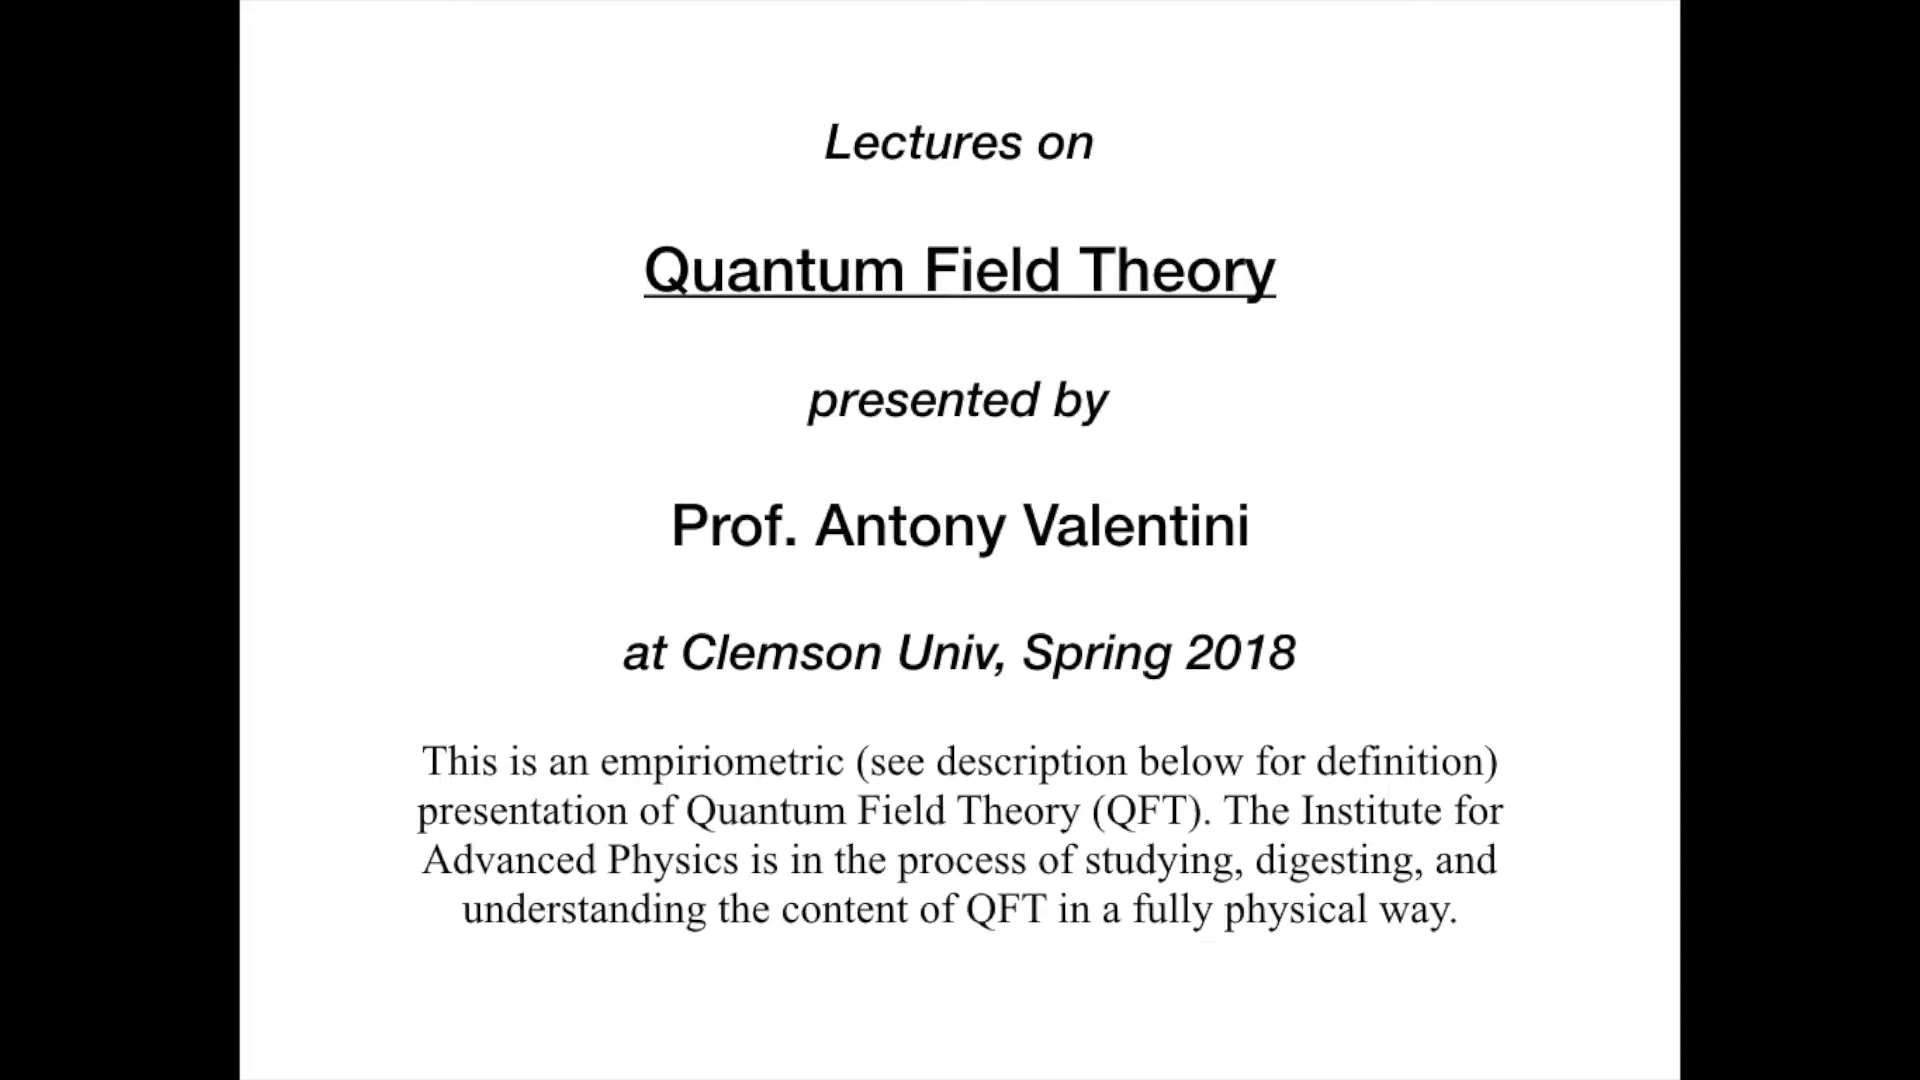 Lectures on
Quantum Field Theory
presented by
Prof. Antony Valentini
at Clemson Univ, Spring 2018
This is an empiriometric (see description below for definition)
presentation of Quantum Field Theory (QFT). The Institute for
Advanced Physics is in the process of studying, digesting, and
understanding the content of QFT in a fully physical way.